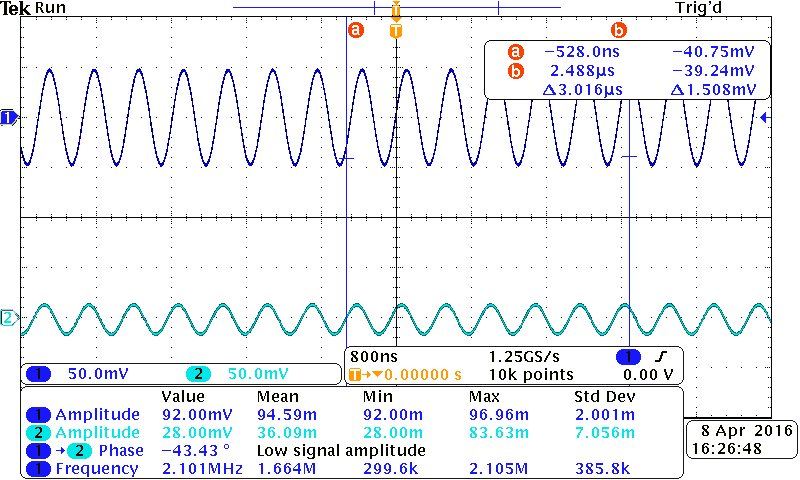 Tek Run Trig'd
T
a T b
a −528.0ns −40.75mV
b 2.488µs −39.24mV
Δ3.016µs Δ1.508mV
1
2
1 50.0mV 2 50.0mV
800ns 1.25GS/s 1
T→▼0.00000 s 10k points 0.00 V
Value Mean Min Max Std Dev
1 Amplitude 92.00mV 94.59m 92.00m 96.96m 2.001m
2 Amplitude 28.00mV 36.09m 28.00m 83.63m 7.056m
1 → 2 Phase −43.43 ° Low signal amplitude
1 Frequency 2.101MHz 1.664M 299.6k 2.105M 385.8k
8 Apr 2016
16:26:48